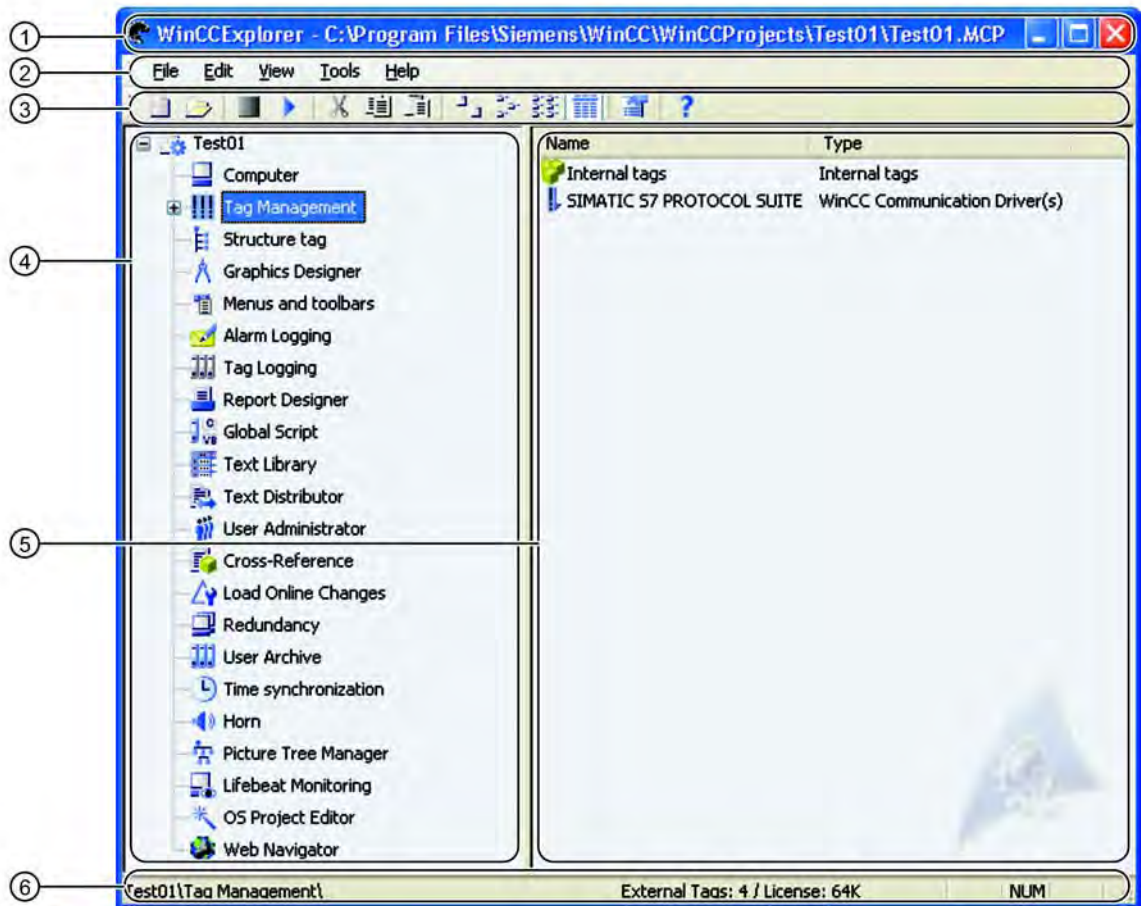 ① WinCCExplorer - C:\Program Files\Siemens\WinCC\WinCCProjects\Test01\Test01.MCP
② File Edit View Tools Help
③ ?
④
Test01
Computer
Tag Management
Structure tag
Graphics Designer
Menus and toolbars
Alarm Logging
Tag Logging
Report Designer
Global Script
Text Library
Text Distributor
User Administrator
Cross-Reference
Load Online Changes
Redundancy
User Archive
Time synchronization
Horn
Picture Tree Manager
Lifebeat Monitoring
OS Project Editor
Web Navigator
⑤
Name Type
Internal tags Internal tags
SIMATIC S7 PROTOCOL SUITE WinCC Communication Driver(s)
⑥ Test01\Tag Management\ External Tags: 4 / License: 64K NUM